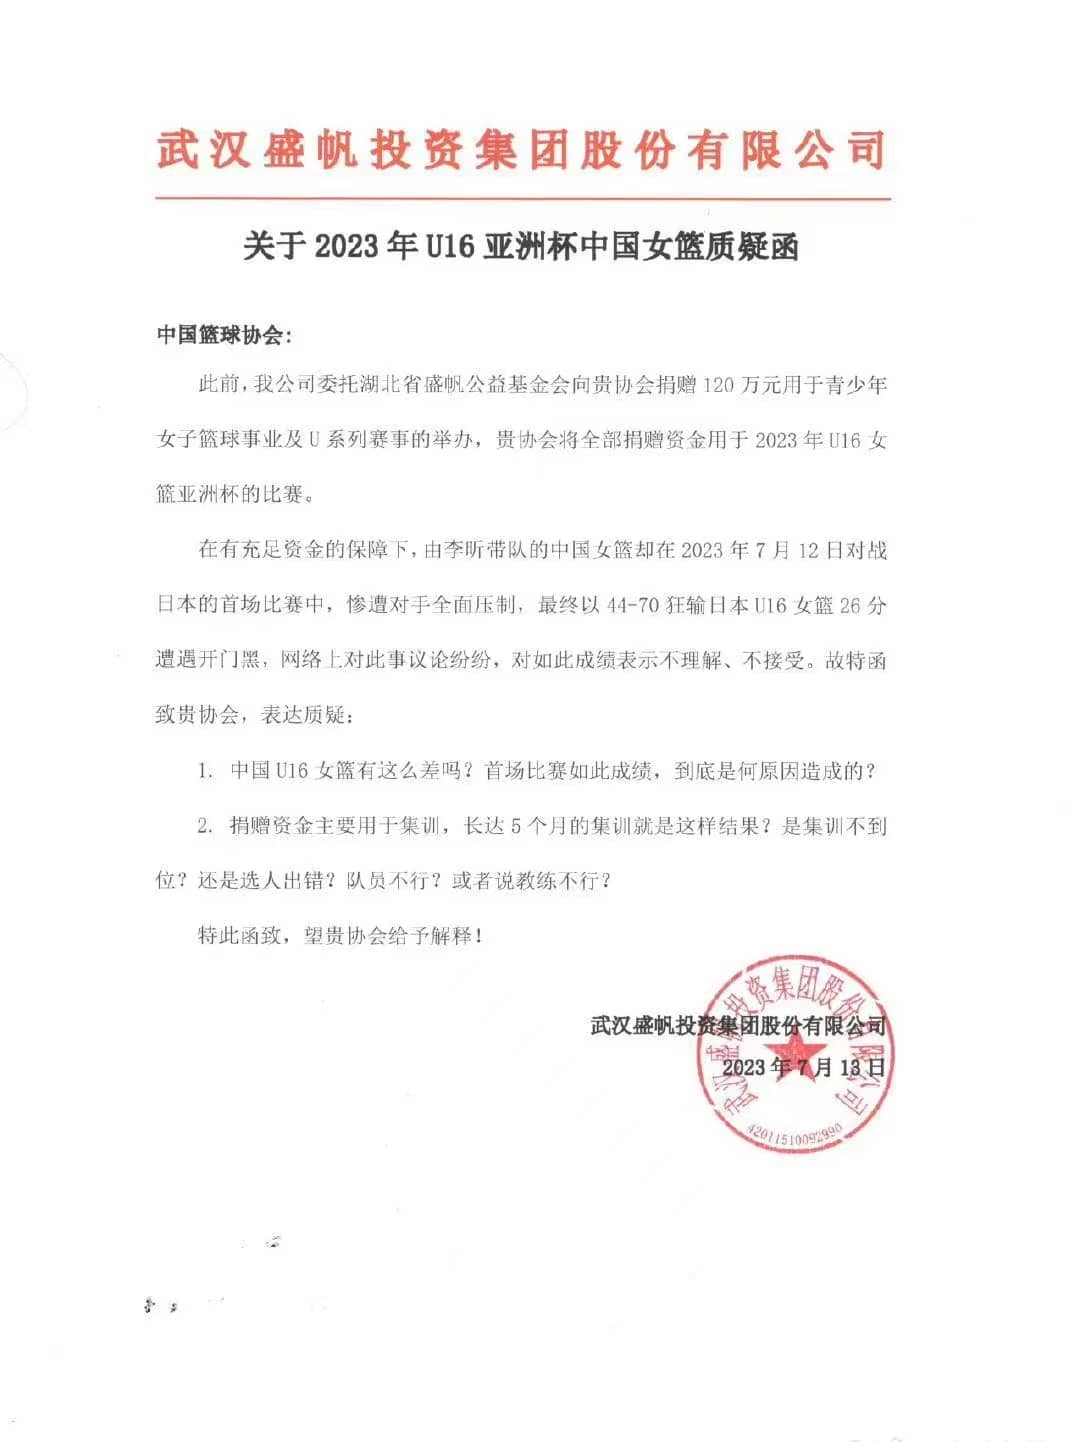 武汉盛帆投资集团股份有限公司
关于 2023 年 U16 亚洲杯中国女篮质疑函
中国篮球协会:
此前,我公司委托湖北省盛帆公益基金会向贵协会捐赠 120 万元用于青少年
女子篮球事业及 U 系列赛事的举办，贵协会将全部捐赠资金用于 2023 年 U16 女
篮亚洲杯的比赛。
在有充足资金的保障下,由李昕带队的中国女篮却在 2023 年 7 月 12 日对战
日本的首场比赛中，惨遭对手全面压制，最终以 44-70 狂输日本 U16 女篮 26 分
遭遇开门黑，网络上对此事议论纷纷，对如此成绩表示不理解、不接受。故特函
致贵协会，表达质疑：
1. 中国 U16 女篮有这么差吗？首场比赛如此成绩，到底是何原因造成的？
2. 捐赠资金主要用于集训，长达 5 个月的集训就是这样结果？是集训不到
位？还是选人出错？队员不行？或者说教练不行？
特此函致，望贵协会给予解释！
武汉盛帆投资集团股份有限公司
2023 年 7 月 13 日
武汉盛帆投资集团股份有限公司
42011510092990